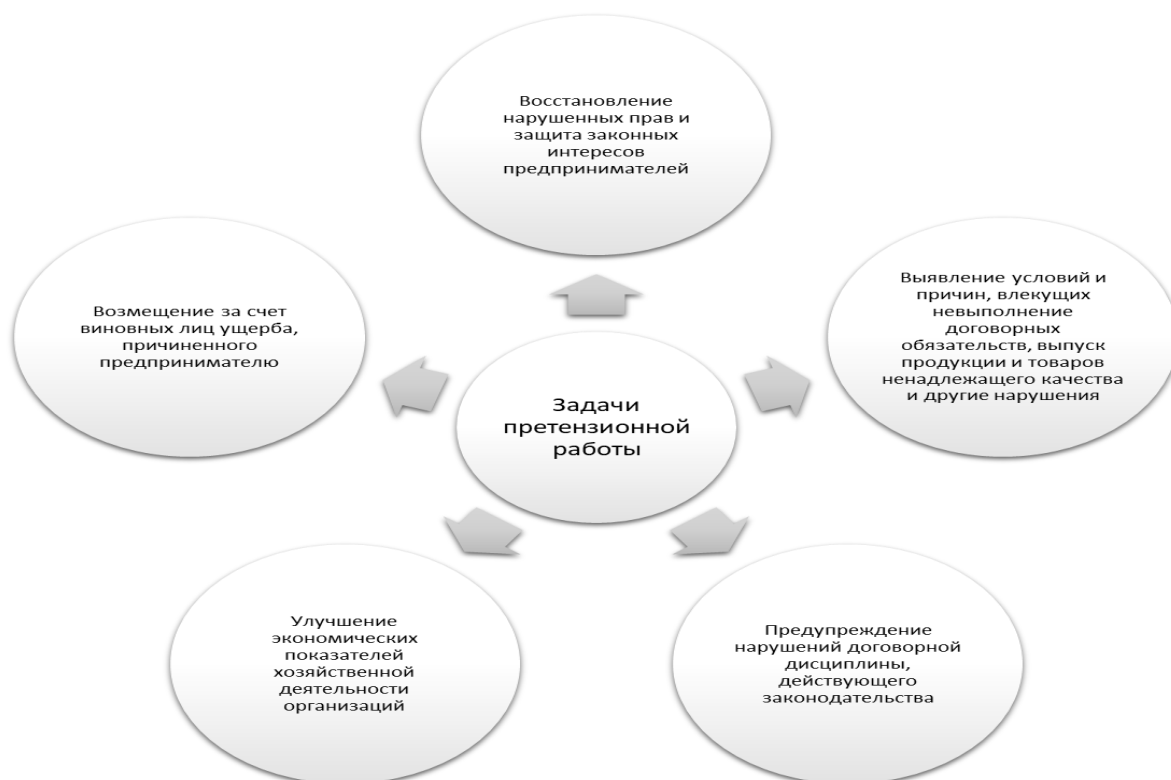 Восстановление
нарушенных прав и
защита законных
интересов
предпринимателей
Выявление условий и
причин, влекущих
невыполнение
договорных
обязательств, выпуск
продукции и товаров
ненадлежащего качества
и другие нарушения
Возмещение за счет
виновных лиц ущерба,
причиненного
предпринимателю
Задачи
претензионной
работы
Улучшение
экономических
показателей
хозяйственной
деятельности
организаций
Предупреждение
нарушений договорной
дисциплины,
действующего
законодательства